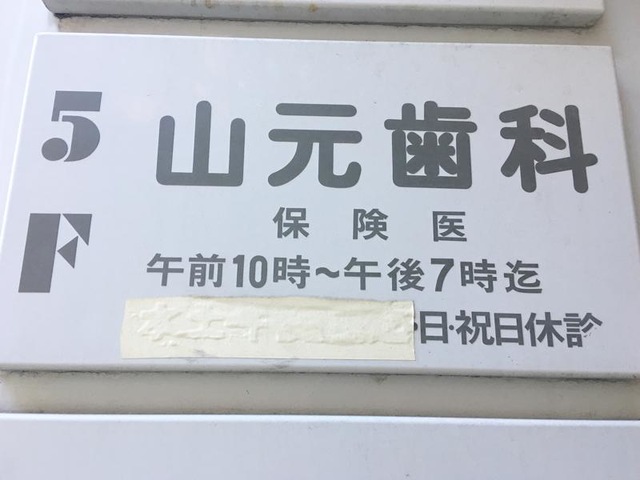 5F
山元歯科
保険医
午前10時～午後7時迄
・日・祝日休診